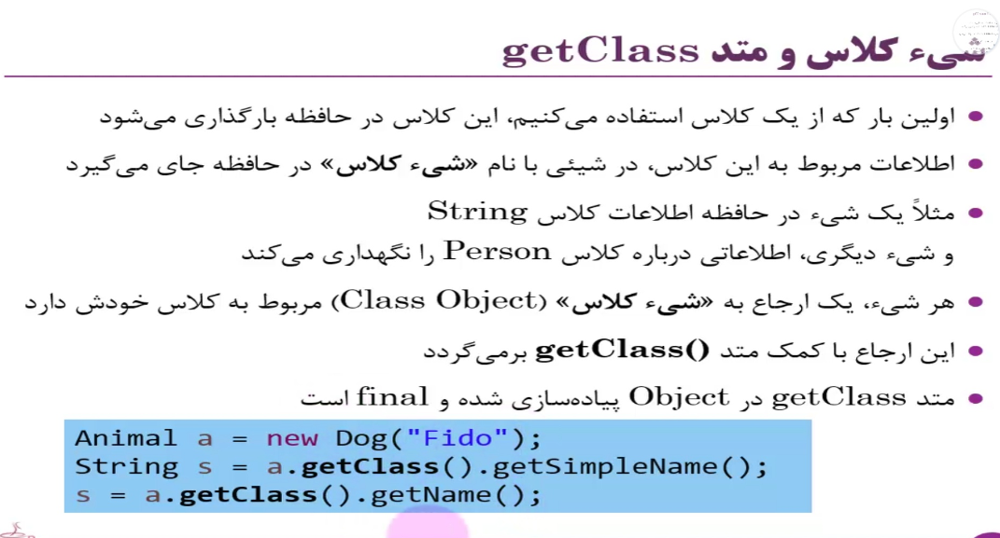 شیء کلاس و متد getClass
اولین بار که از یک کلاس استفاده می‌کنیم، این کلاس در حافظه بارگذاری می‌شود
اطلاعات مربوط به این کلاس، در شیئی با نام «شیء کلاس» در حافظه جای می‌گیرد
مثلاً یک شیء در حافظه اطلاعات کلاس String
و شیء دیگری، اطلاعاتی درباره کلاس Person را نگهداری می‌کند
هر شیء، یک ارجاع به «شیء کلاس» (Class Object) مربوط به کلاس خودش دارد
این ارجاع با کمک متد getClass() برمی‌گردد
متد getClass در Object پیاده‌سازی شده و final است
Animal a = new Dog("Fido");
String s = a.getClass().getSimpleName();
s = a.getClass().getName();